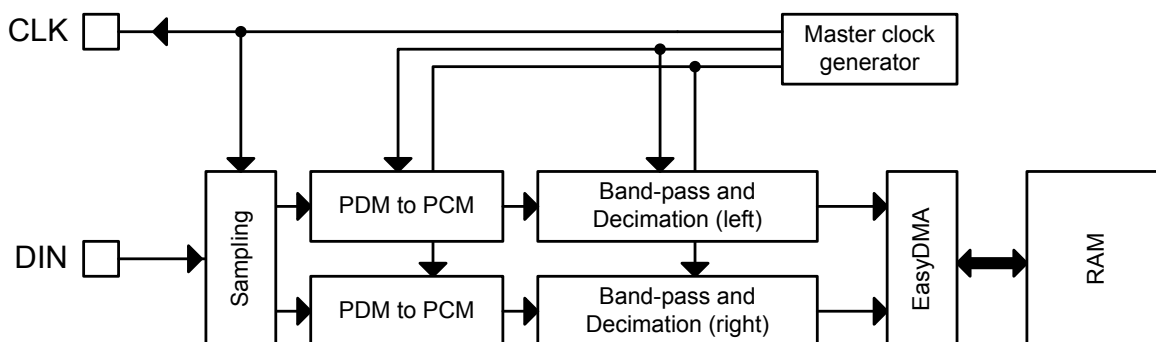 CLK
Master clock
generator
DIN
Sampling
PDM to PCM
Band-pass and
Decimation (left)
PDM to PCM
Band-pass and
Decimation (right)
EasyDMA
RAM